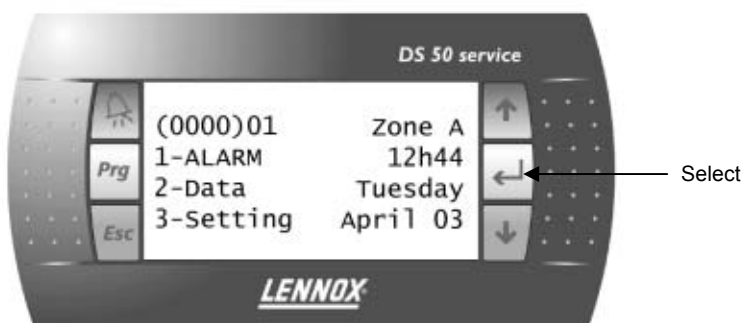 DS 50 service
(0000)01 Zone A
1-ALARM 12h44
Prg
2-Data Tuesday
Select
3-Setting April 03
Esc
LENNOX